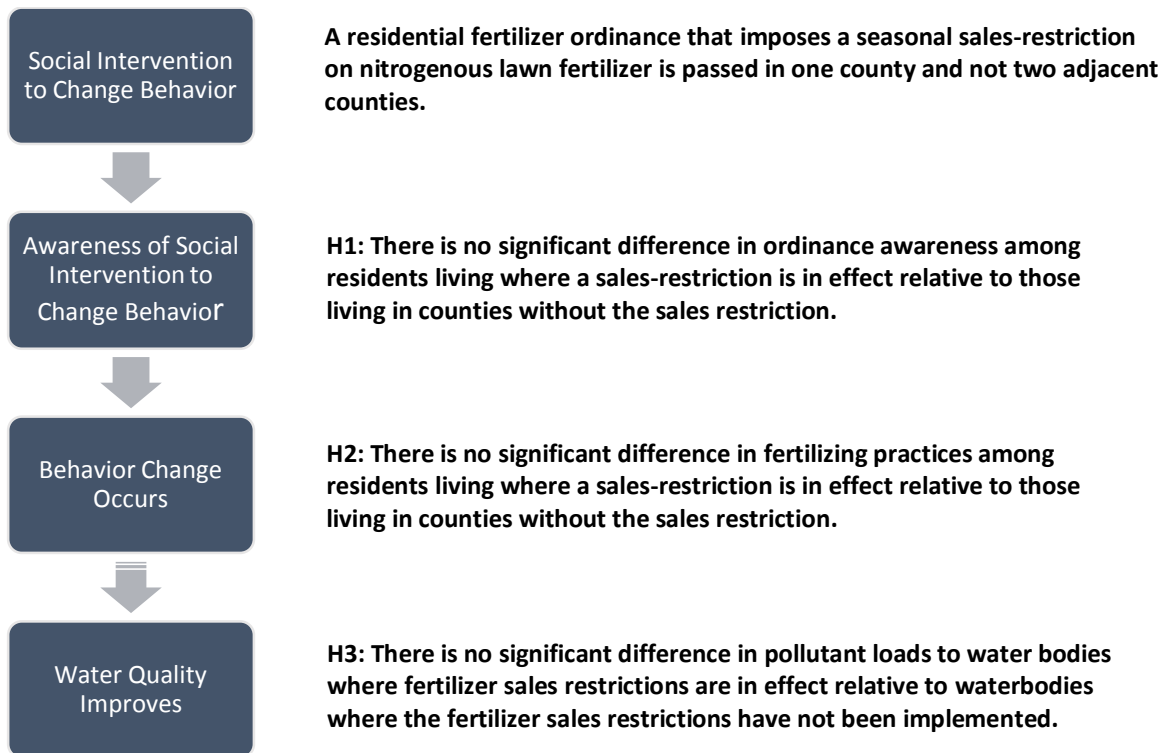 Social Intervention
to Change Behavior
A residential fertilizer ordinance that imposes a seasonal sales-restriction
on nitrogenous lawn fertilizer is passed in one county and not two adjacent
counties.
Awareness of Social
Intervention to
Change Behavior
H1: There is no significant difference in ordinance awareness among
residents living where a sales-restriction is in effect relative to those
living in counties without the sales restriction.
Behavior Change
Occurs
H2: There is no significant difference in fertilizing practices among
residents living where a sales-restriction is in effect relative to those
living in counties without the sales restriction.
Water Quality
Improves
H3: There is no significant difference in pollutant loads to water bodies
where fertilizer sales restrictions are in effect relative to waterbodies
where the fertilizer sales restrictions have not been implemented.